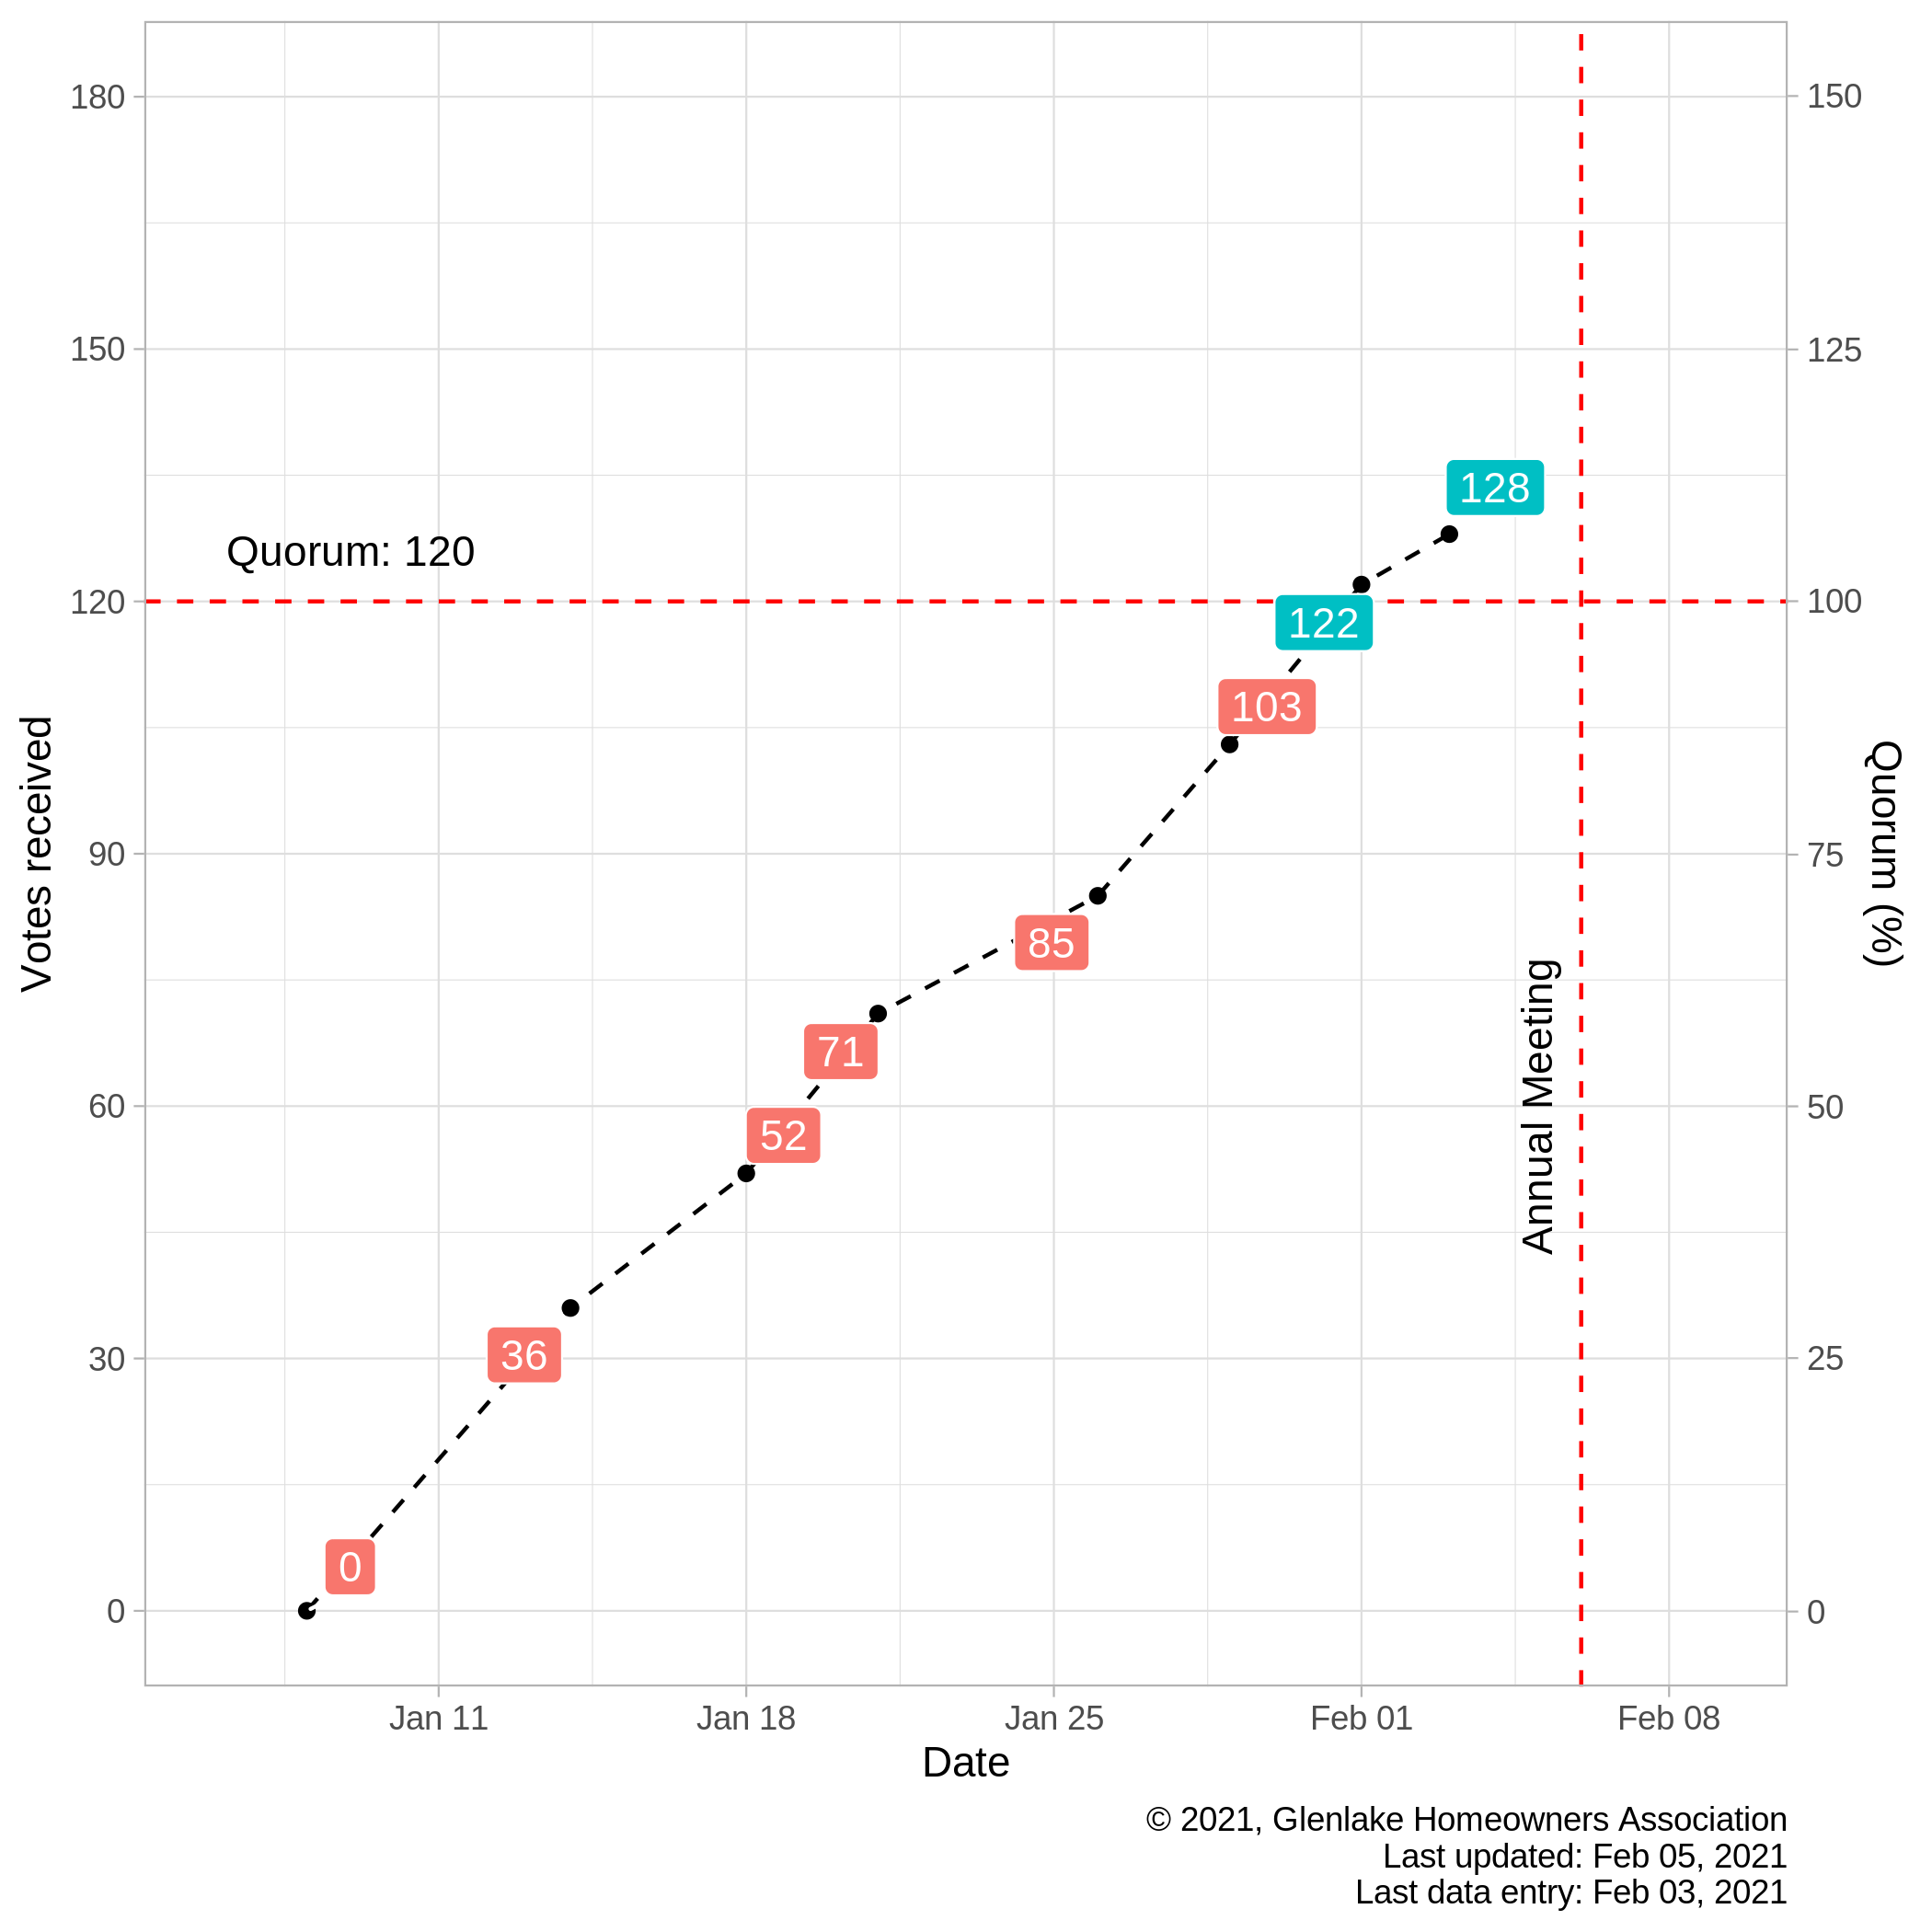 180
150
120
90
60
30
0
150
125
100
75
50
25
0
Votes received
Quorum (%)
Quorum: 120
Annual Meeting
128
122
103
85
71
52
36
0
Jan 11
Jan 18
Jan 25
Feb 01
Feb 08
Date
© 2021, Glenlake Homeowners Association
Last updated: Feb 05, 2021
Last data entry: Feb 03, 2021